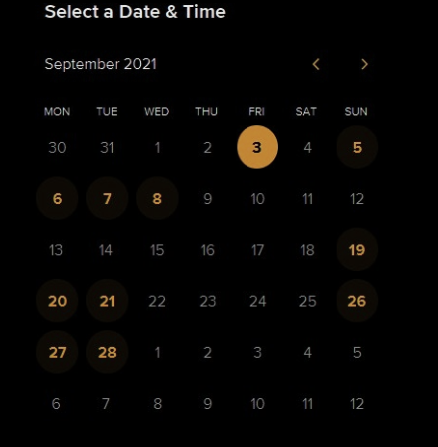 Select a Date & Time
September 2021
MON TUE WED THU FRI SAT SUN
30 31 1 2 3 4 5
6 7 8 9 10 11 12
13 14 15 16 17 18 19
20 21 22 23 24 25 26
27 28 1 2 3 4 5
6 7 8 9 10 11 12